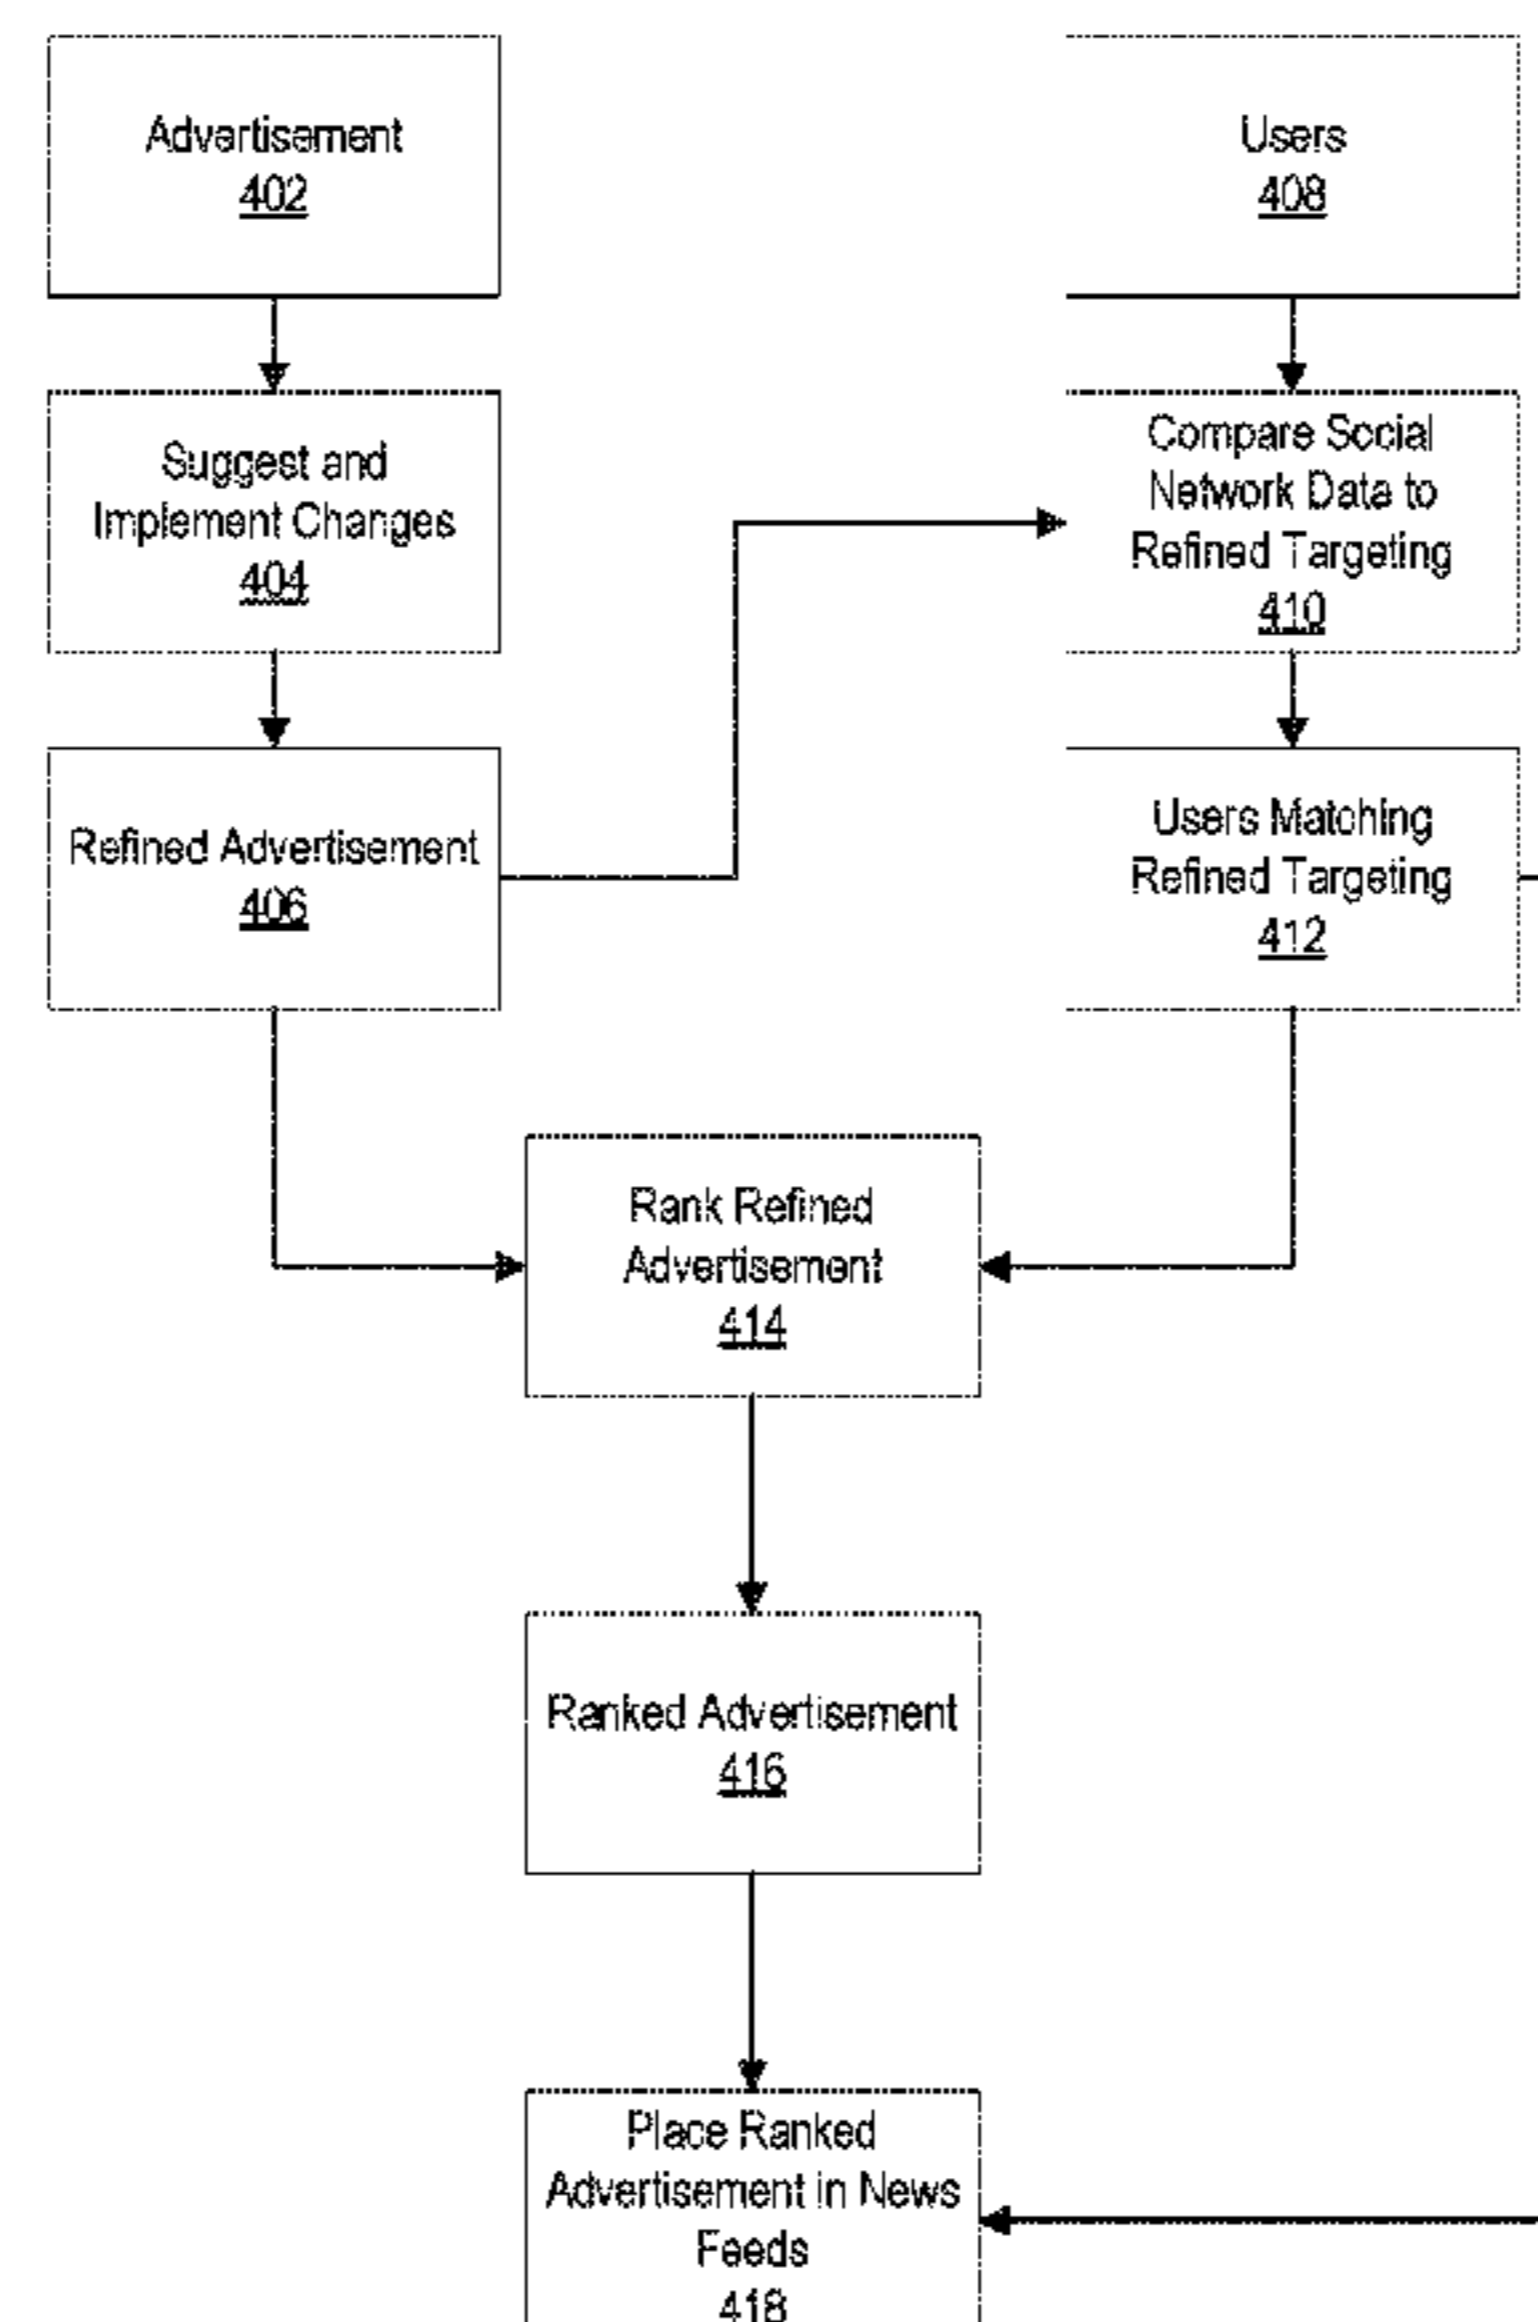 Advertisement
402
Suggest and
Implement Changes
404
Refined Advertisement
406
Users
408
Compare Social
Network Data to
Refined Targeting
410
Users Matching
Refined Targeting
412
Rank Refined
Advertisement
414
Ranked Advertisement
416
Place Ranked
Advertisement in News
Feeds
418